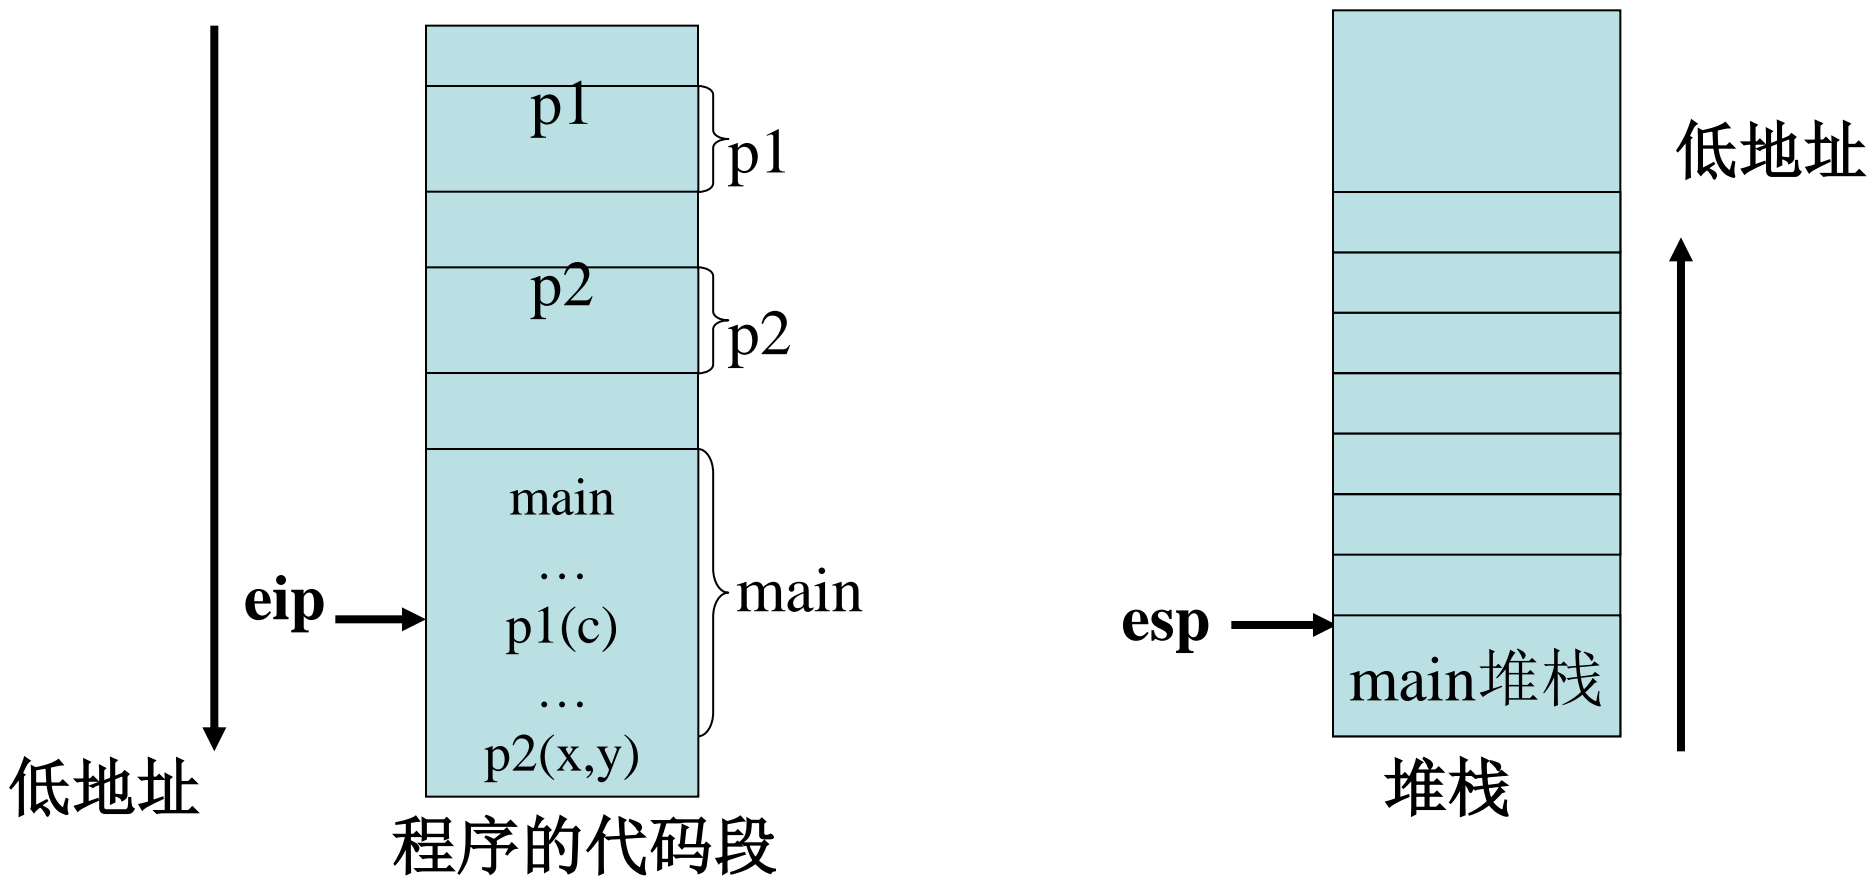 p1
p1
p2
p2
main
…
p1(c)
…
p2(x,y)
main
eip
低地址
程序的代码段
低地址
esp
main堆栈
堆栈